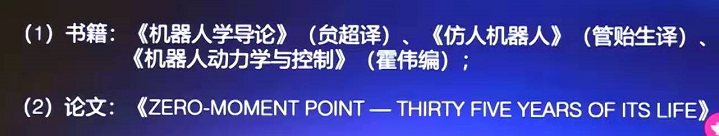 （1）书籍：《机器人学导论》（贠超译）、《仿人机器人》（管贻生译）、
《机器人动力学与控制》（霍伟编）；
（2）论文：《ZERO-MOMENT POINT — THIRTY FIVE YEARS OF ITS LIFE》